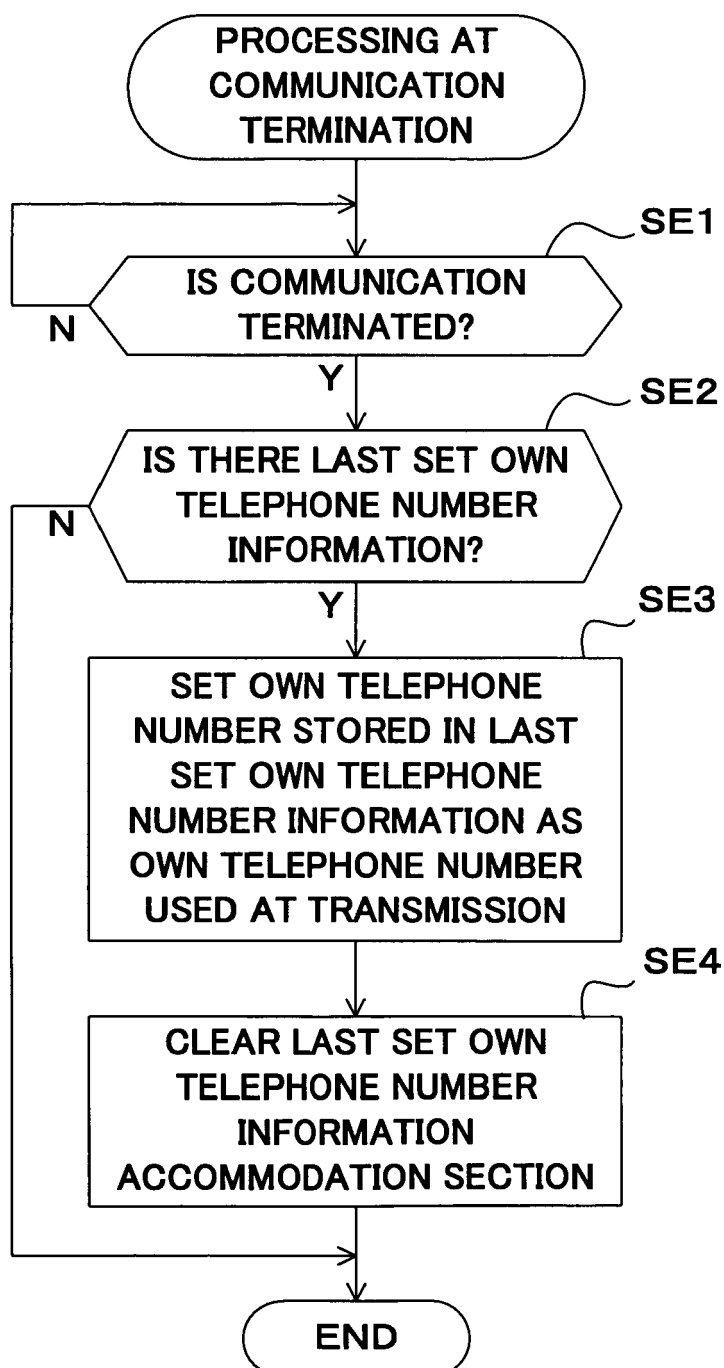 PROCESSING AT
COMMUNICATION
TERMINATION
SE1
IS COMMUNICATION
TERMINATED?
N
Y
SE2
IS THERE LAST SET OWN
TELEPHONE NUMBER
INFORMATION?
N
Y
SE3
SET OWN TELEPHONE
NUMBER STORED IN LAST
SET OWN TELEPHONE
NUMBER INFORMATION AS
OWN TELEPHONE NUMBER
USED AT TRANSMISSION
SE4
CLEAR LAST SET OWN
TELEPHONE NUMBER
INFORMATION
ACCOMMODATION SECTION
END